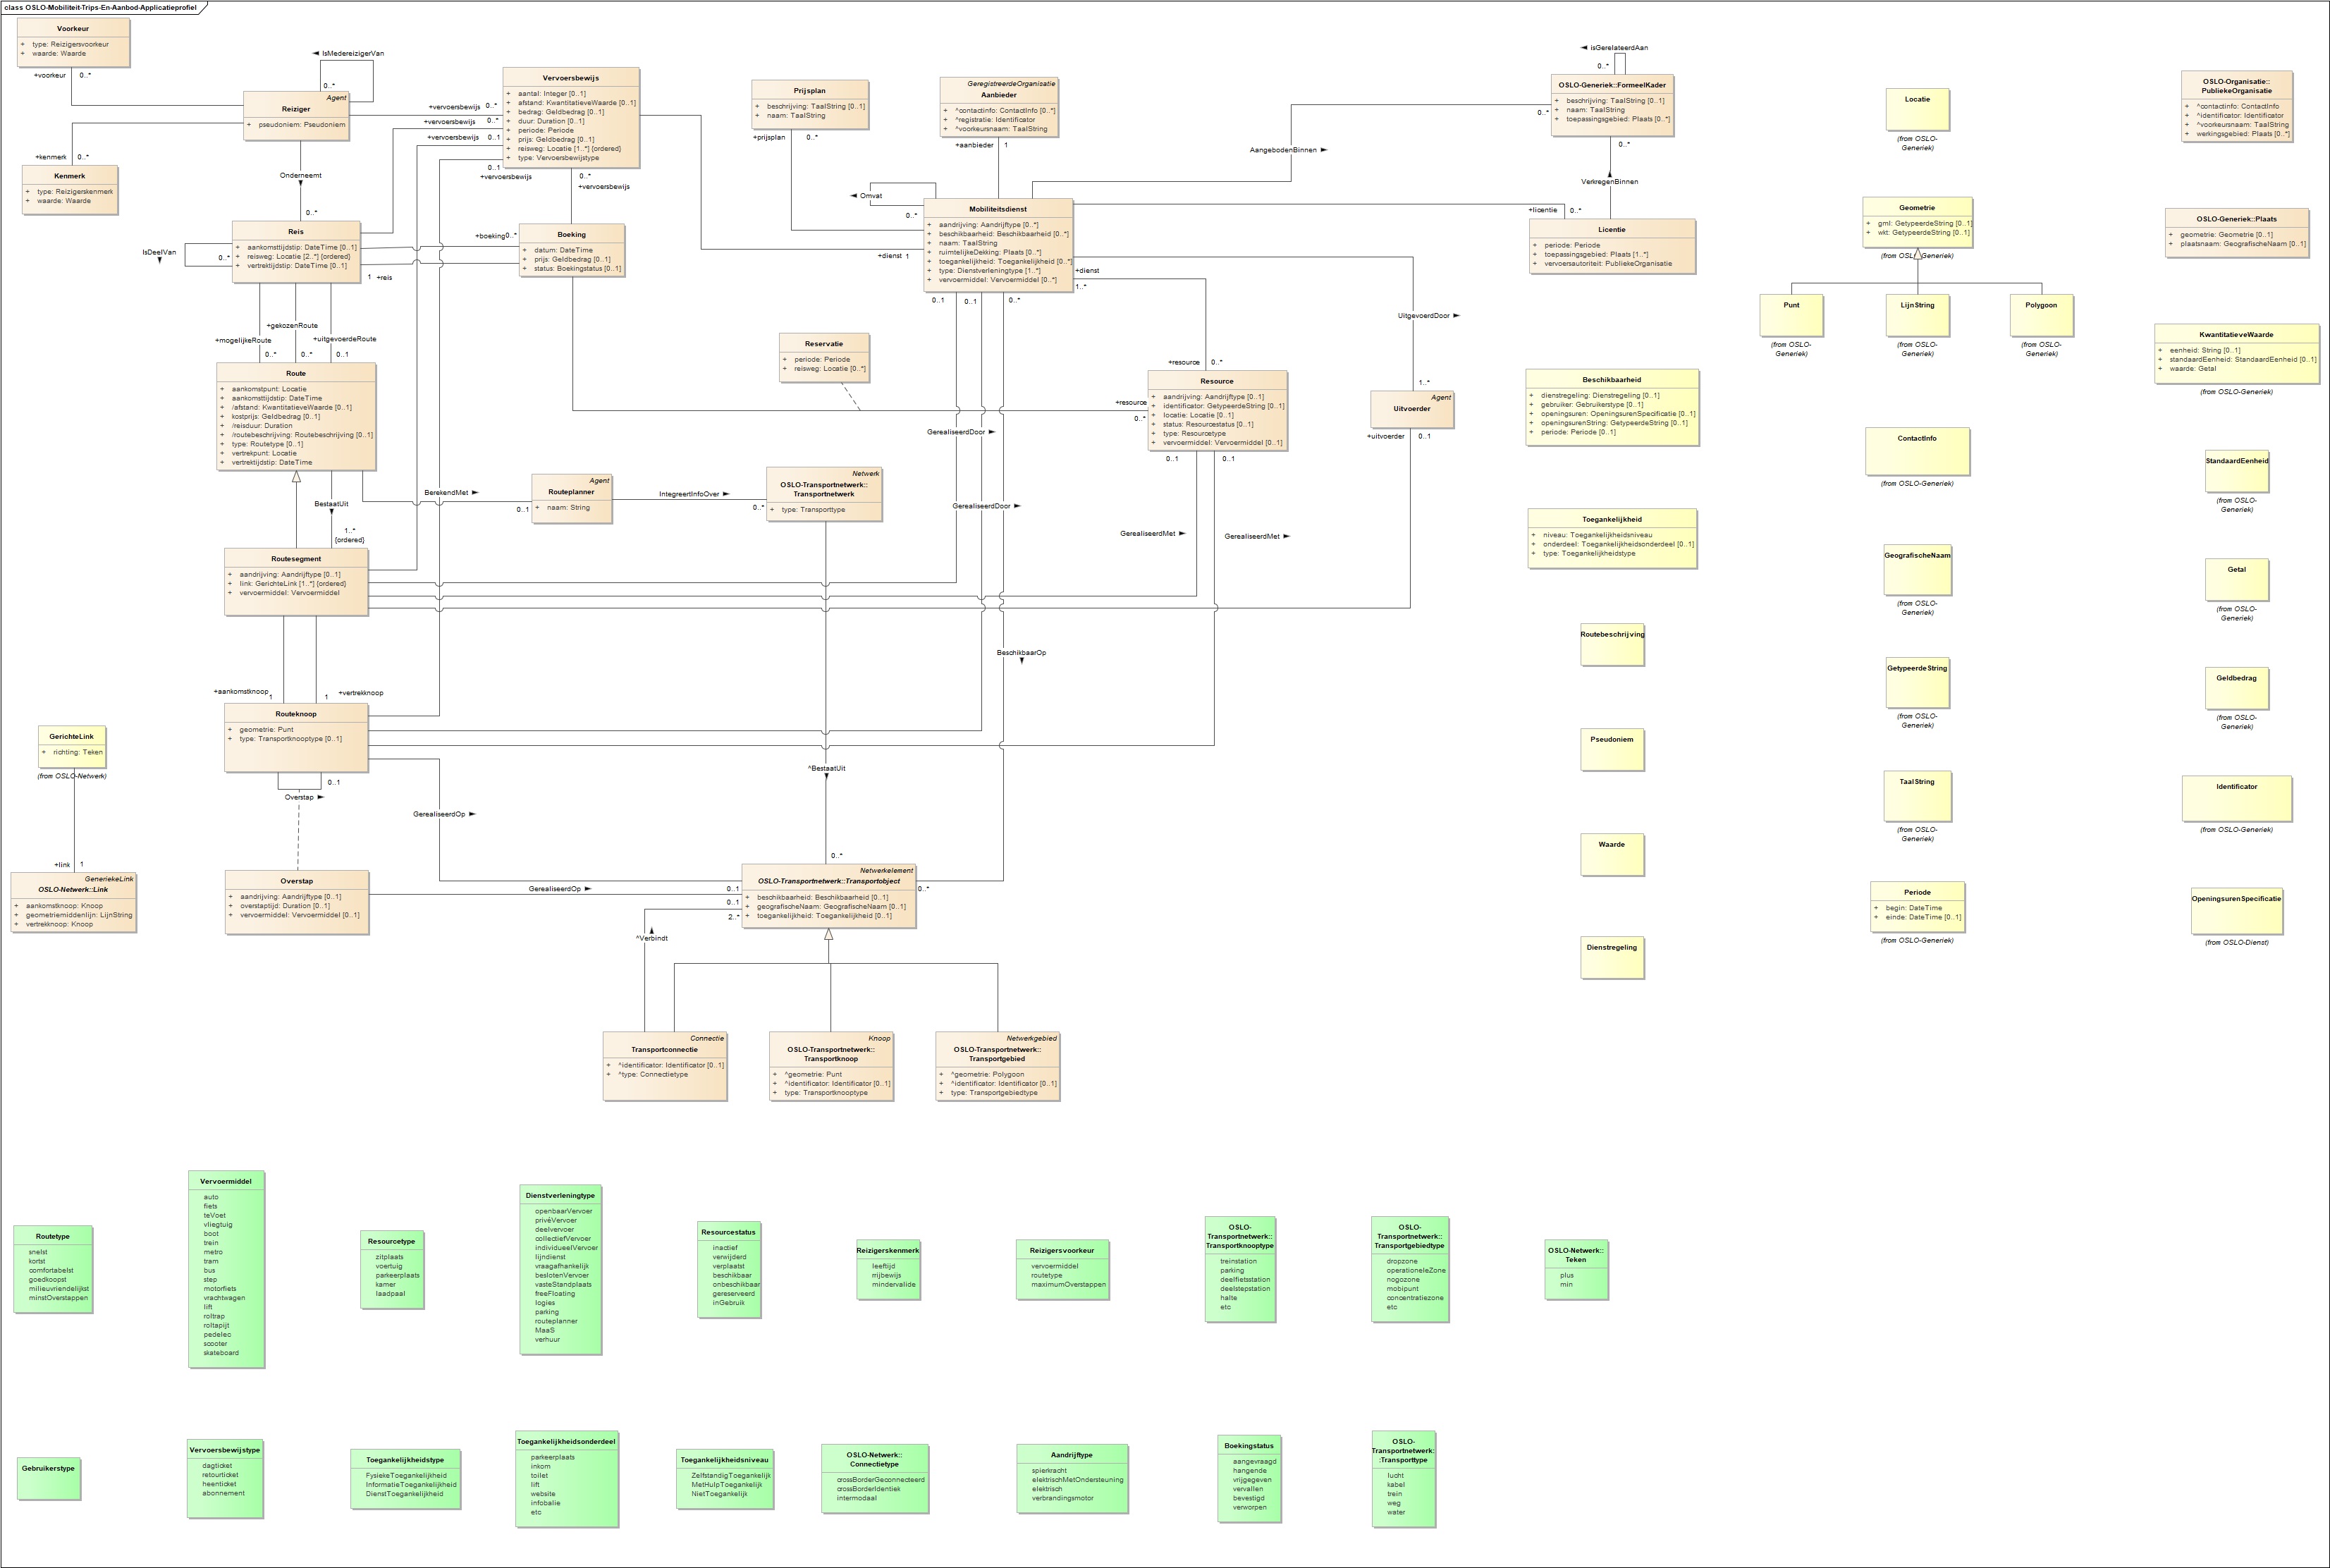 class OSLO-Mobiliteit-Trips-En-Aanbod-Applicatieprofiel
Voorkeur
+ type: Reizigersvoorkeur
+ waarde: Waarde
+voorkeur 0..*
◄ IsMedereizigerVan
0..*
Agent
Reiziger
+ pseudoniem: Pseudoniem
+kenmerk 0..*
Kenmerk
+ type: Reizigerskenmerk
+ waarde: Waarde
Onderneemt
0..*
Vervoersbewijs
+ aantal: Integer [0..1]
+ afstand: KwantitatieveWaarde [0..1]
+ bedrag: Geldbedrag [0..1]
+ duur: Duration [0..1]
+ periode: Periode
+ prijs: Geldbedrag [0..1]
+ reisweg: Locatie [1..*] {ordered}
+ type: Vervoersbewijstype
+vervoersbewijs 0..*
+vervoersbewijs 0..*
+vervoersbewijs 0..1
0..1
+vervoersbewijs
0..*
+vervoersbewijs
Prijsplan
+ beschrijving: TaalString [0..1]
+ naam: TaalString
+prijsplan 0..*
GeregistreerdeOrganisatie
Aanbieder
+ ^contactinfo: ContactInfo [0..*]
+ ^registratie: Identificator
+ ^voorkeursnaam: TaalString
+aanbieder 1
◄ isGerelateerdAan
0..*
OSLO-Generiek::FormeelKader
+ beschrijving: TaalString [0..1]
+ naam: TaalString
+ toepassingsgebied: Plaats [0..*]
0..*
0..*
AangebodenBinnen ►
VerkregenBinnen
Locatie
(from OSLO-
Generiek)
OSLO-Organisatie::
PubliekeOrganisatie
+ ^contactinfo: ContactInfo
+ ^identificator: Identificator
+ ^voorkeursnaam: TaalString
+ werkingsgebied: Plaats [0..*]
Reis
+ aankomsttijdstip: DateTime [0..1]
+ reisweg: Locatie [2..*] {ordered}
+ vertrektijdstip: DateTime [0..1]
IsDeelVan
0..*
1 +reis
Boeking
+ datum: DateTime
+ prijs: Geldbedrag [0..1]
+ status: Boekingstatus [0..1]
+boeking 0..*
◄ Omvat
0..*
Mobiliteitsdienst
+ aandrijving: Aandrijftype [0..*]
+ beschikbaarheid: Beschikbaarheid [0..*]
+ naam: TaalString
+ ruimtelijkeDekking: Plaats [0..*]
+ toegankelijkheid: Toegankelijkheid [0..*]
+ type: Dienstverleningtype [1..*]
+ vervoermiddel: Vervoermiddel [0..*]
+dienst 1
+dienst
1..*
0..1
0..1
0..*
+licentie 0..*
Licentie
+ periode: Periode
+ toepassingsgebied: Plaats [1..*]
+ vervoersautoriteit: PubliekeOrganisatie
Geometrie
+ gml: GetypeerdeString [0..1]
+ wkt: GetypeerdeString [0..1]
(from OSLO-Generiek)
OSLO-Generiek::Plaats
+ geometrie: Geometrie [0..1]
+ plaatsnaam: GeografischeNaam [0..1]
Punt
(from OSLO-
Generiek)
LijnString
(from OSLO-
Generiek)
Polygoon
(from OSLO-
Generiek)
KwantitatieveWaarde
+ eenheid: String [0..1]
+ standaardEenheid: StandaardEenheid [0..1]
+ waarde: Getal
(from OSLO-Generiek)
+mogelijkeRoute
+gekozenRoute
+uitgevoerdeRoute
0..*
0..*
0..1
Route
+ aankomstpunt: Locatie
+ aankomsttijdstip: DateTime
+ /afstand: KwantitatieveWaarde [0..1]
+ kostprijs: Geldbedrag [0..1]
+ /reisduur: Duration
+ /routebeschrijving: Routebeschrijving [0..1]
+ type: Routetype [0..1]
+ vertrekpunt: Locatie
+ vertrektijdstip: DateTime
Reservatie
+ periode: Periode
+ reisweg: Locatie [0..*]
+resource 0..*
+resource
0..*
Resource
+ aandrijving: Aandrijftype [0..1]
+ identificator: GetypeerdeString [0..1]
+ locatie: Locatie [0..1]
+ status: Resourcestatus [0..1]
+ type: Resourcetype
+ vervoermiddel: Vervoermiddel [0..1]
0..1
0..1
UitgevoerdDoor ►
1..*
Agent
Uitvoerder
+uitvoerder 0..1
Beschikbaarheid
+ dienstregeling: Dienstregeling [0..1]
+ gebruiker: Gebruikerstype [0..1]
+ openingsuren: OpeningsurenSpecificatie [0..1]
+ openingsurenString: GetypeerdeString [0..1]
+ periode: Periode [0..1]
ContactInfo
(from OSLO-Generiek)
StandaardEenheid
(from OSLO-
Generiek)
BestaatUit
1..*
{ordered}
BerekendMet ►
0..1
Agent
Routeplanner
+ naam: String
IntegreertInfoOver ►
0..*
Netwerk
OSLO-Transportnetwerk::
Transportnetwerk
+ type: Transporttype
GerealiseerdDoor ►
GerealiseerdDoor ►
GerealiseerdMet ►
GerealiseerdMet ►
Toegankelijkheid
+ niveau: Toegankelijkheidsniveau
+ onderdeel: Toegankelijkheidsonderdeel [0..1]
+ type: Toegankelijkheidstype
Routesegment
+ aandrijving: Aandrijftype [0..1]
+ link: GerichteLink [1..*] {ordered}
+ vervoermiddel: Vervoermiddel
GeografischeNaam
(from OSLO-
Generiek)
Getal
(from OSLO-
Generiek)
Routebeschrijving
BeschikbaarOp
GetypeerdeString
(from OSLO-
Generiek)
Geldbedrag
(from OSLO-
Generiek)
+aankomstknoop 1
1 +vertrekknoop
Routeknoop
+ geometrie: Punt
+ type: Transportknooptype [0..1]
0..1
Overstap ►
GerichteLink
+ richting: Teken
(from OSLO-Netwerk)
Pseudoniem
^BestaatUit
TaalString
(from OSLO-
Generiek)
Identificator
(from OSLO-Generiek)
GerealiseerdOp ►
Waarde
+link 1
GeneriekeLink
OSLO-Netwerk::Link
+ aankomstknoop: Knoop
+ geometriemiddenlijn: LijnString
+ vertrekknoop: Knoop
Overstap
+ aandrijving: Aandrijftype [0..1]
+ overstaptijd: Duration [0..1]
+ vervoermiddel: Vervoermiddel [0..1]
GerealiseerdOp ►
0..1
0..1
2..*
0..*
0..*
Netwerkelement
OSLO-Transportnetwerk::Transportobject
+ beschikbaarheid: Beschikbaarheid [0..1]
+ geografischeNaam: GeografischeNaam [0..1]
+ toegankelijkheid: Toegankelijkheid [0..1]
^Verbindt
Periode
+ begin: DateTime
+ einde: DateTime [0..1]
(from OSLO-Generiek)
OpeningsurenSpecificatie
(from OSLO-Dienst)
Dienstregeling
Connectie
Transportconnectie
+ ^identificator: Identificator [0..1]
+ ^type: Connectietype
Knoop
OSLO-Transportnetwerk::
Transportknoop
+ ^geometrie: Punt
+ ^identificator: Identificator [0..1]
+ type: Transportknooptype
Netwerkgebied
OSLO-Transportnetwerk::
Transportgebied
+ ^geometrie: Polygoon
+ ^identificator: Identificator [0..1]
+ type: Transportgebiedtype
Routetype
snelst
kortst
comfortabelst
goedkoopst
milieuvriendelijkst
minstOverstappen
Vervoermiddel
auto
fiets
teVoet
vliegtuig
boot
trein
metro
tram
bus
step
motorfiets
vrachtwagen
lift
roltrap
roltapijt
pedelec
scooter
skateboard
Resourcetype
zitplaats
voertuig
parkeerplaats
kamer
laadpaal
Dienstverleningtype
openbaarVervoer
privéVervoer
deelvervoer
collectiefVervoer
individueelVervoer
lijndienst
vraagafhankelijk
beslotenVervoer
vasteStandplaats
freeFloating
logies
parking
routeplanner
MaaS
verhuur
Resourcestatus
inactief
verwijderd
verplaatst
beschikbaar
onbeschikbaar
gereserveerd
inGebruik
Reizigerskenmerk
leeftijd
rijbewijs
mindervalide
Reizigersvoorkeur
vervoermiddel
routetype
maximumOverstappen
OSLO-
Transportnetwerk::
Transportknooptype
treinstation
parking
deelfietsstation
deelstepstation
halte
etc
OSLO-
Transportnetwerk::
Transportgebiedtype
dropzone
operationeleZone
nogozone
mobipunt
concentratiezone
etc
OSLO-Netwerk::
Teken
plus
min
Gebruikerstype
Vervoersbewijstype
dagticket
retourticket
heenticket
abonnement
Toegankelijkheidstype
FysiekeToegankelijkheid
InformatieToegankelijkheid
DienstToegankelijkheid
Toegankelijkheidsonderdeel
parkeerplaats
inkom
toilet
lift
website
infobalie
etc
Toegankelijkheidsniveau
ZelfstandigToegankelijk
MetHulpToegankelijk
NietToegankelijk
OSLO-Netwerk::
Connectietype
crossBorderGeconnecteerd
crossBorderIdentiek
intermodaal
Aandrijftype
spierkracht
elektrischMetOndersteuning
elektrisch
verbrandingsmotor
Boekingstatus
aangevraagd
hangende
vrijgegeven
vervallen
bevestigd
verworpen
OSLO-
Transportnetwerk:
:Transporttype
lucht
kabel
trein
weg
water